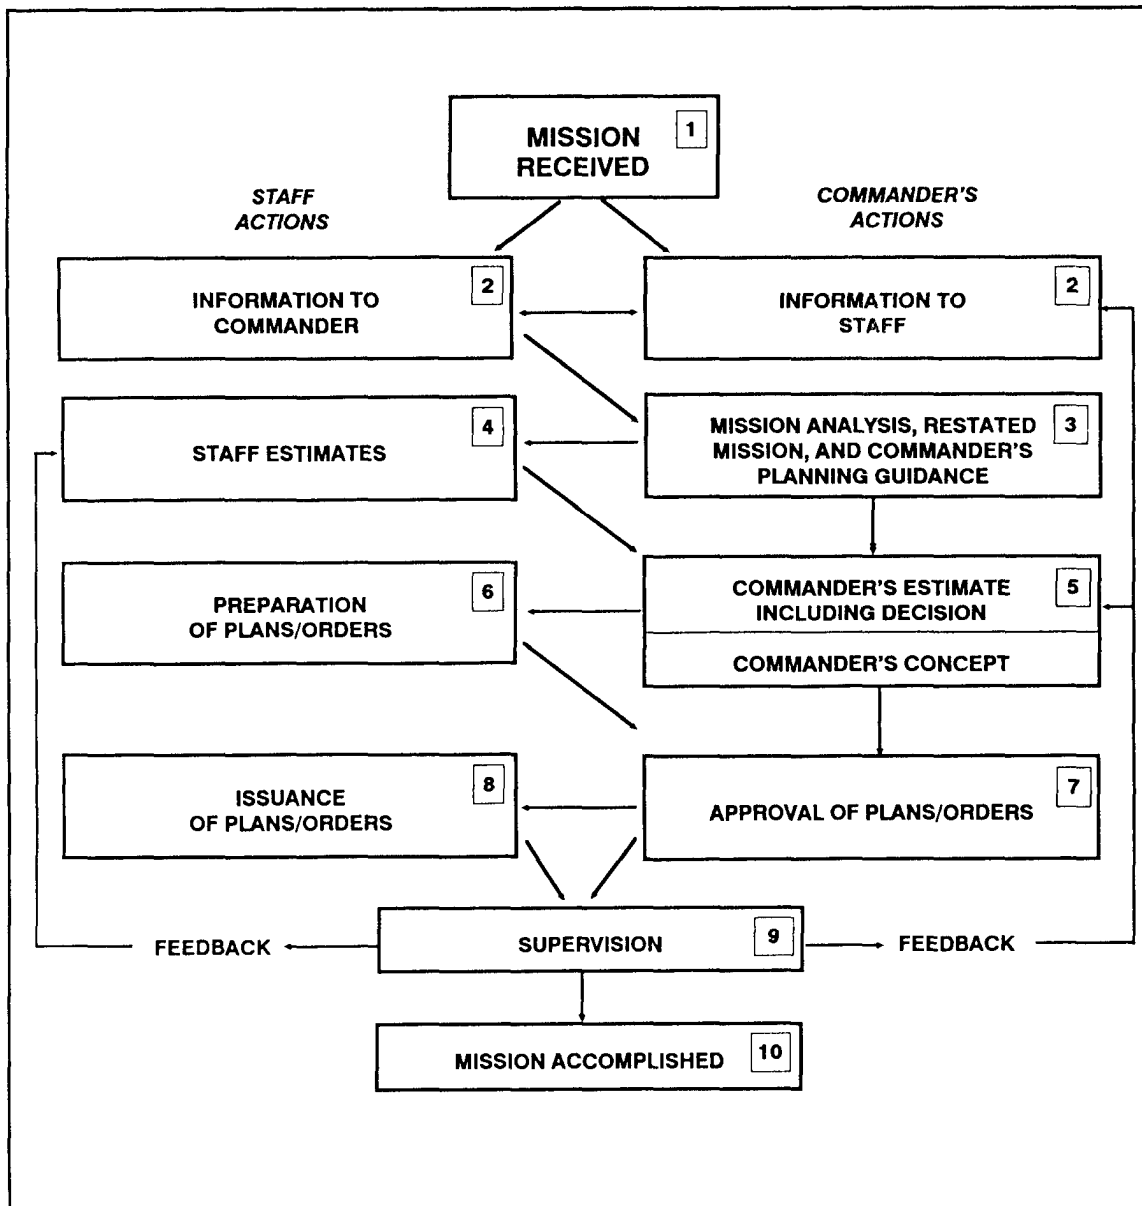 MISSION
RECEIVED
1
STAFF
ACTIONS
COMMANDER'S
ACTIONS
INFORMATION TO
COMMANDER
2
INFORMATION TO
STAFF
2
STAFF ESTIMATES
4
MISSION ANALYSIS, RESTATED
MISSION, AND COMMANDER'S
PLANNING GUIDANCE
3
PREPARATION
OF PLANS/ORDERS
6
COMMANDER'S ESTIMATE
INCLUDING DECISION
5
COMMANDER'S CONCEPT
ISSUANCE
OF PLANS/ORDERS
8
APPROVAL OF PLANS/ORDERS
7
FEEDBACK
SUPERVISION
9
FEEDBACK
MISSION ACCOMPLISHED
10